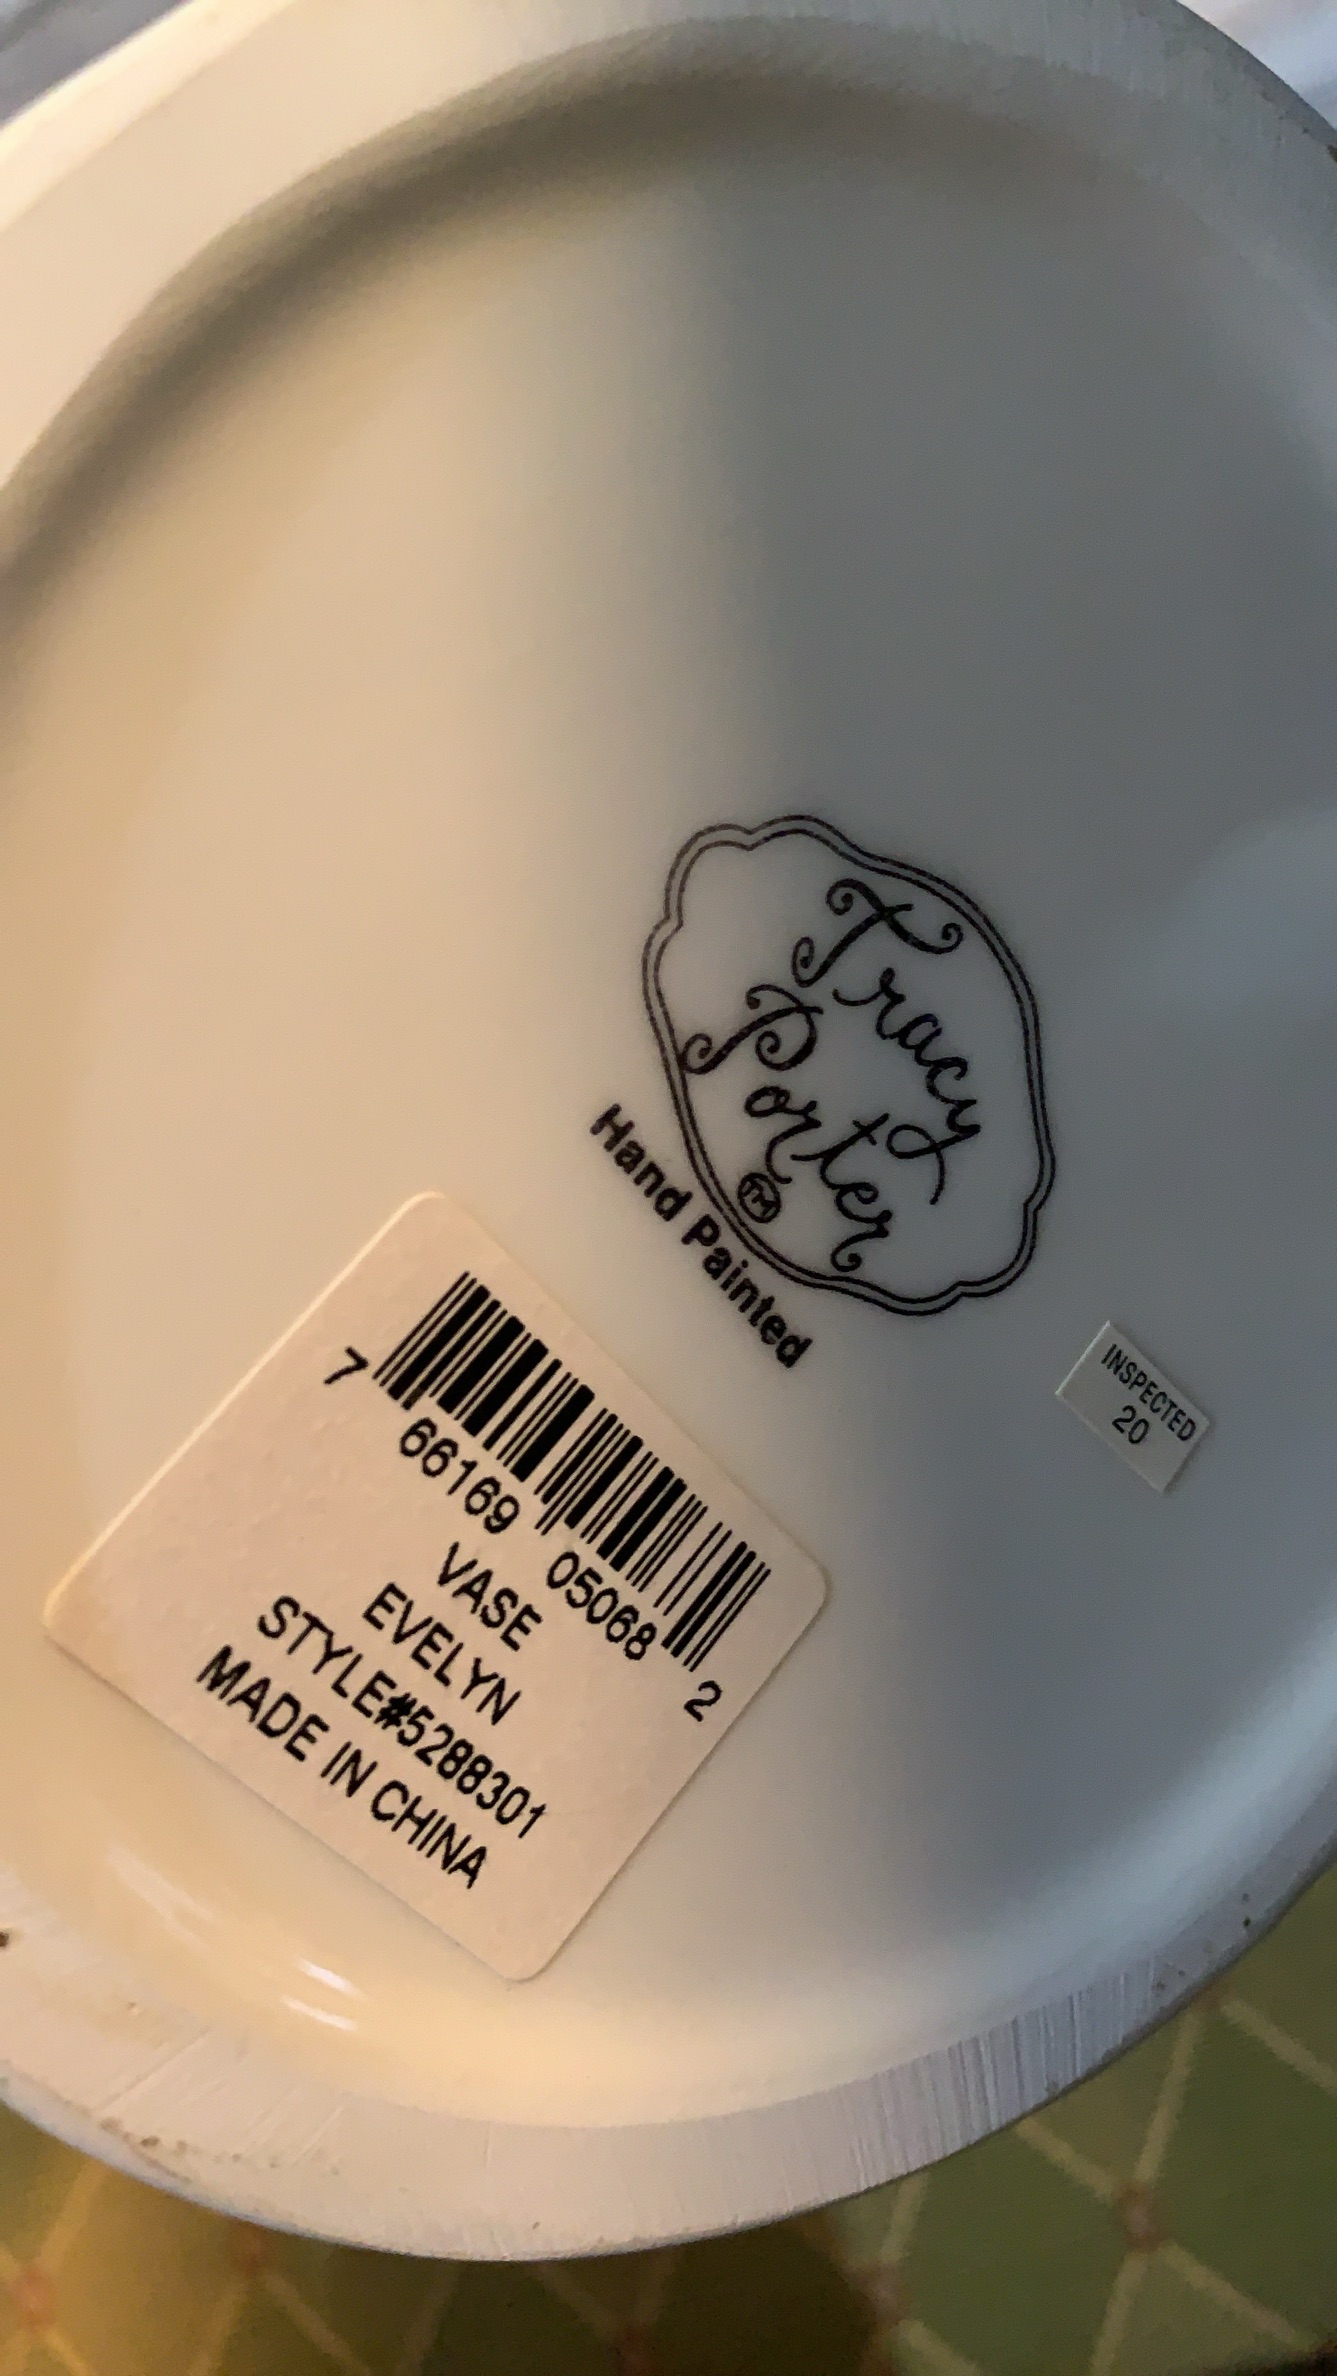 Tracy
Porter
TM
Hand Painted
INSPECTED
20
7 66169 05068 2
VASE
EVELYN
STYLE#5288301
MADE IN CHINA